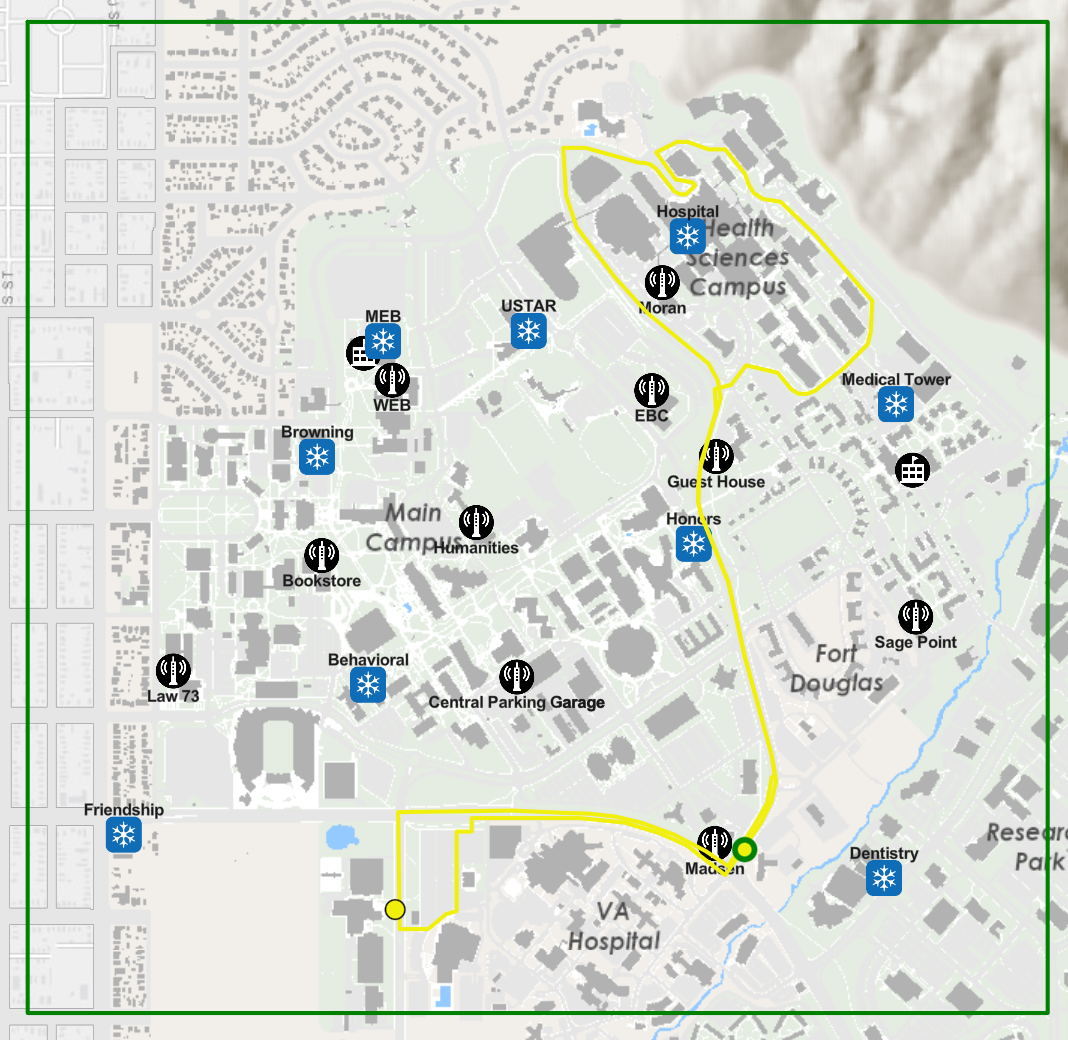 S ST
Hospital
Health
Sciences
Campus
Moran
USTAR
MEB
WEB
EBC
Medical Tower
Browning
Guest House
Main
Campus
Honors
Humanities
Bookstore
Sage Point
Fort
Douglas
Behavioral
Law 73
Central Parking Garage
Friendship
Madsen
Dentistry
Park
VA
Hospital